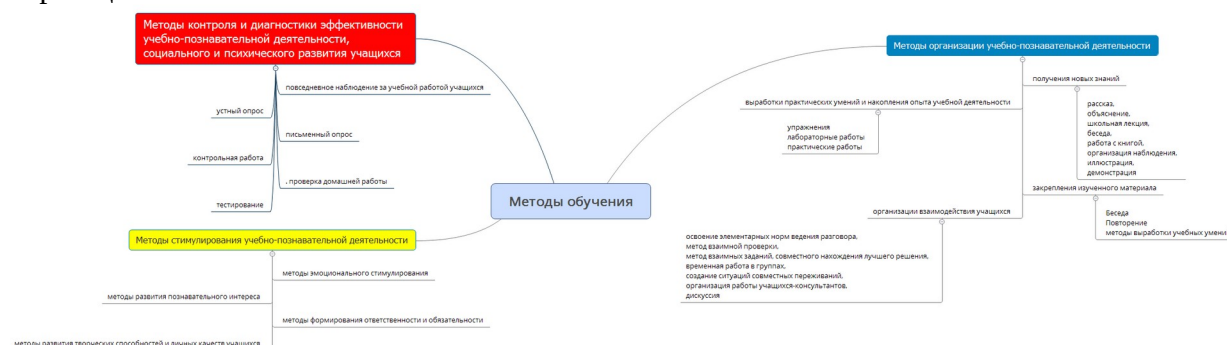 Методы контроля и диагностики эффективности
учебно-познавательной деятельности,
социального и психического развития учащихся
повседневное наблюдение за учебной работой учащихся
устный опрос
письменный опрос
контрольная работа
. проверка домашней работы
тестирование
Методы обучения
Методы стимулирования учебно-познавательной деятельности
методы эмоционального стимулирования
методы развития познавательного интереса
методы формирования ответственности и обязательности
методы развития творческих способностей и личных качеств учащихся
Методы организации учебно-познавательной деятельности
получения новых знаний
рассказ,
объяснение,
школьная лекция,
беседа,
работа с книгой,
организация наблюдения,
иллюстрация,
демонстрация
выработки практических умений и накопления опыта учебной деятельности
упражнения
лабораторные работы
практические работы
закрепления изученного материала
Беседа
Повторение
методы выработки учебных умени
организации взаимодействия учащихся
освоение элементарных норм ведения разговора,
метод взаимной проверки,
метод взаимных заданий, совместного нахождения лучшего решения,
временная работа в группах,
создание ситуаций совместных переживаний,
организация работы учащихся-консультантов,
дискуссия